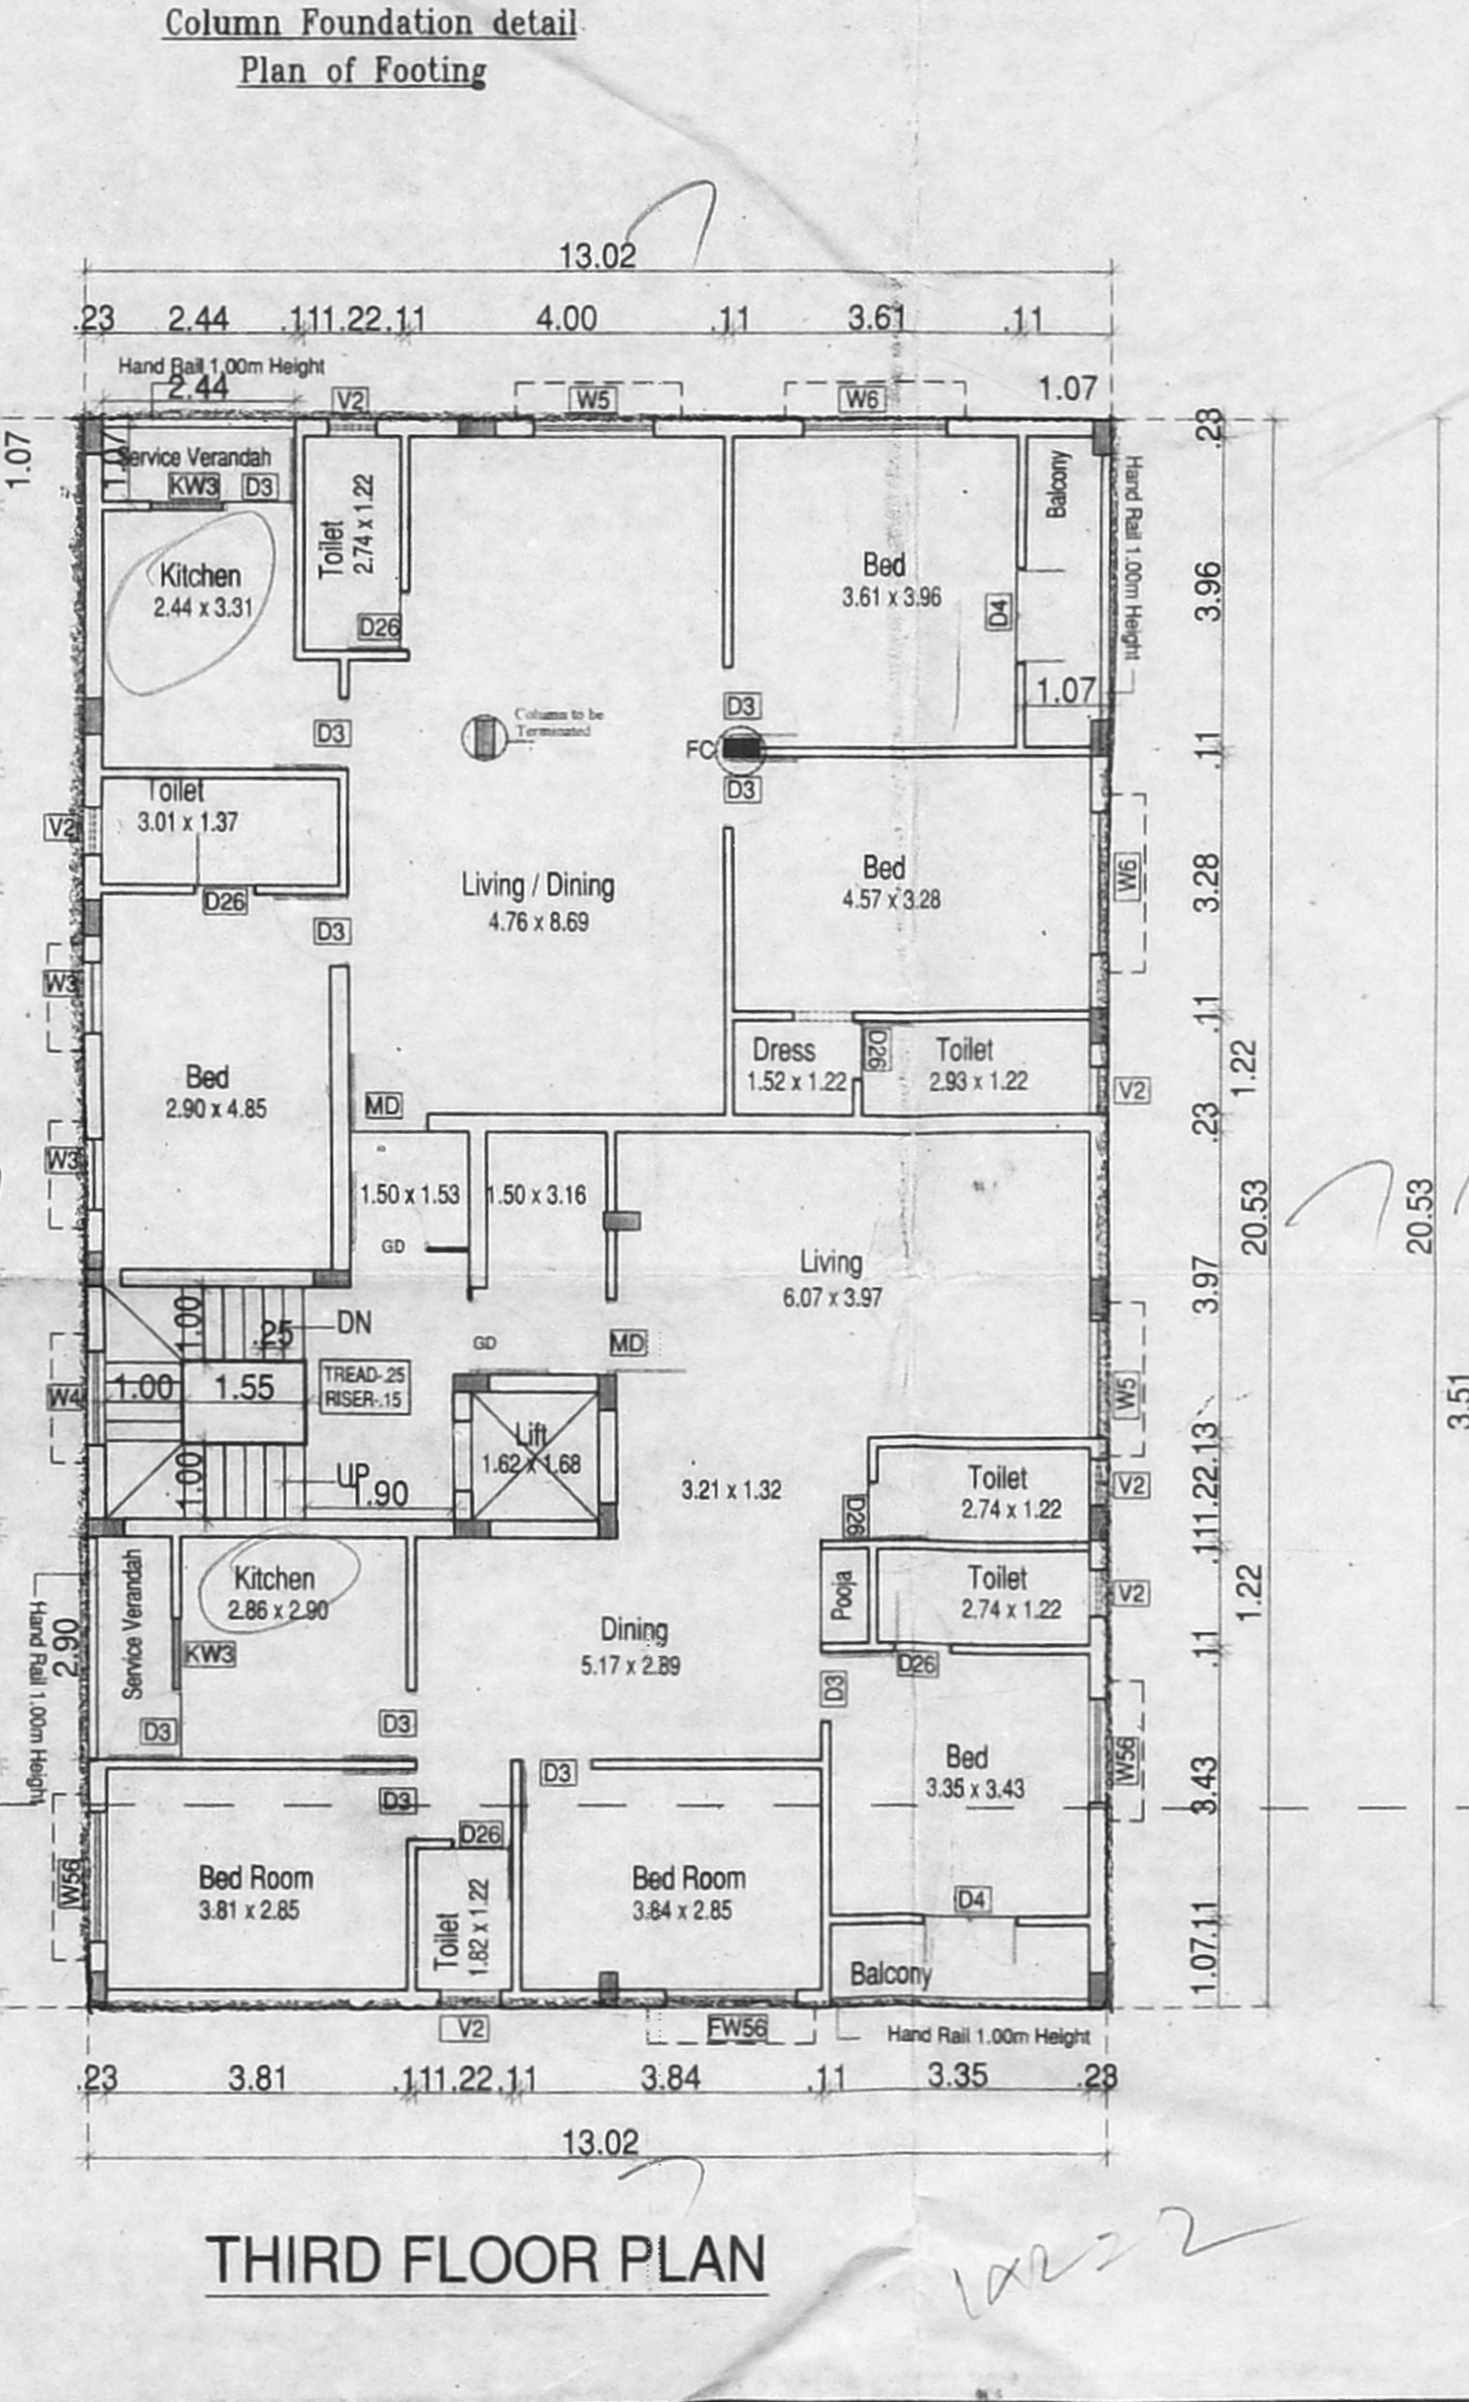 Column Foundation detail
Plan of Footing
13.02
.23 2.44 .11 1.22 .11 4.00 .11 3.61 .11
Hand Rail 1.00m Height
2.44
V2
W5
W6
1.07
1.07
1.07
Service Verandah
KW3 D3
Kitchen
2.44 x 3.31
Toilet
2.74 x 1.22
D26
Bed
3.61 x 3.96
D4
Balcony
Hand Rail 1.00m Height
1.07
.23
3.96
D3
Column to be
Terminated
D3
FC
D3
.11
Toilet
3.01 x 1.37
V2
D26
Living / Dining
4.76 x 8.69
Bed
4.57 x 3.28
W6
3.28
D3
W3
.11
Dress
1.52 x 1.22
D26
Toilet
2.93 x 1.22
V2
1.22
Bed
2.90 x 4.85
MD
.23
W3
1.50 x 1.53
1.50 x 3.16
GD
Living
6.07 x 3.97
20.53
20.53
3.97
1.00
.25
DN
GD
MD
W4
1.00
1.55
TREAD-.25
RISER-.15
W5
3.51
Lift
1.62 x 1.68
1.00
UP
1.90
3.21 x 1.32
Toilet
2.74 x 1.22
V2
.13
1.22
D26
.11
Service Verandah
Kitchen
2.86 x 2.90
KW3
Pooja
Toilet
2.74 x 1.22
V2
1.22
2.90
Hand Rail 1.00m Height
Dining
5.17 x 2.89
D26
.11
D3
D3
D3
D3
D3
Bed
3.35 x 3.43
W56
3.43
D26
W56
Bed Room
3.81 x 2.85
Toilet
1.82 x 1.22
Bed Room
3.84 x 2.85
D4
.11
1.07
Balcony
V2
FW56
Hand Rail 1.00m Height
.23 3.81 .11 1.22 .11 3.84 .11 3.35 .28
13.02
THIRD FLOOR PLAN
1x2=2